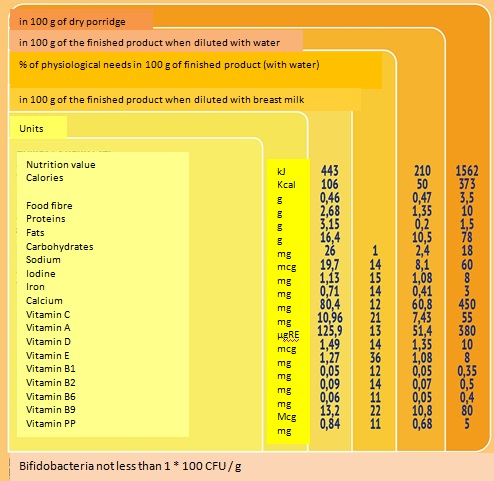 in 100 g of dry porridge
in 100 g of the finished product when diluted with water
% of physiological needs in 100 g of finished product (with water)
in 100 g of the finished product when diluted with breast milk
Units
Nutrition value kJ 443 210 1562
Calories Kcal 106 50 373
g 0,46 0,47 3,5
Food fibre g 2,68 1,35 10
Proteins g 3,15 0,2 1,5
Fats g 16,4 10,5 78
Carbohydrates mg 26 1 2,4 18
Sodium mcg 19,7 14 8,1 60
Iodine mg 1,13 15 1,08 8
Iron mg 0,71 14 0,41 3
Calcium mg 80,4 12 60,8 450
Vitamin C mg 10,96 21 7,43 55
Vitamin A µgRE 125,9 13 51,4 380
Vitamin D mcg 1,49 14 1,35 10
Vitamin E mg 1,27 36 1,08 8
Vitamin B1 mg 0,05 12 0,05 0,35
Vitamin B2 mg 0,09 14 0,07 0,5
Vitamin B6 mg 0,06 11 0,05 0,4
Vitamin B9 Mcg 13,2 22 10,8 80
Vitamin PP mg 0,84 11 0,68 5
Bifidobacteria not less than 1 * 100 CFU / g